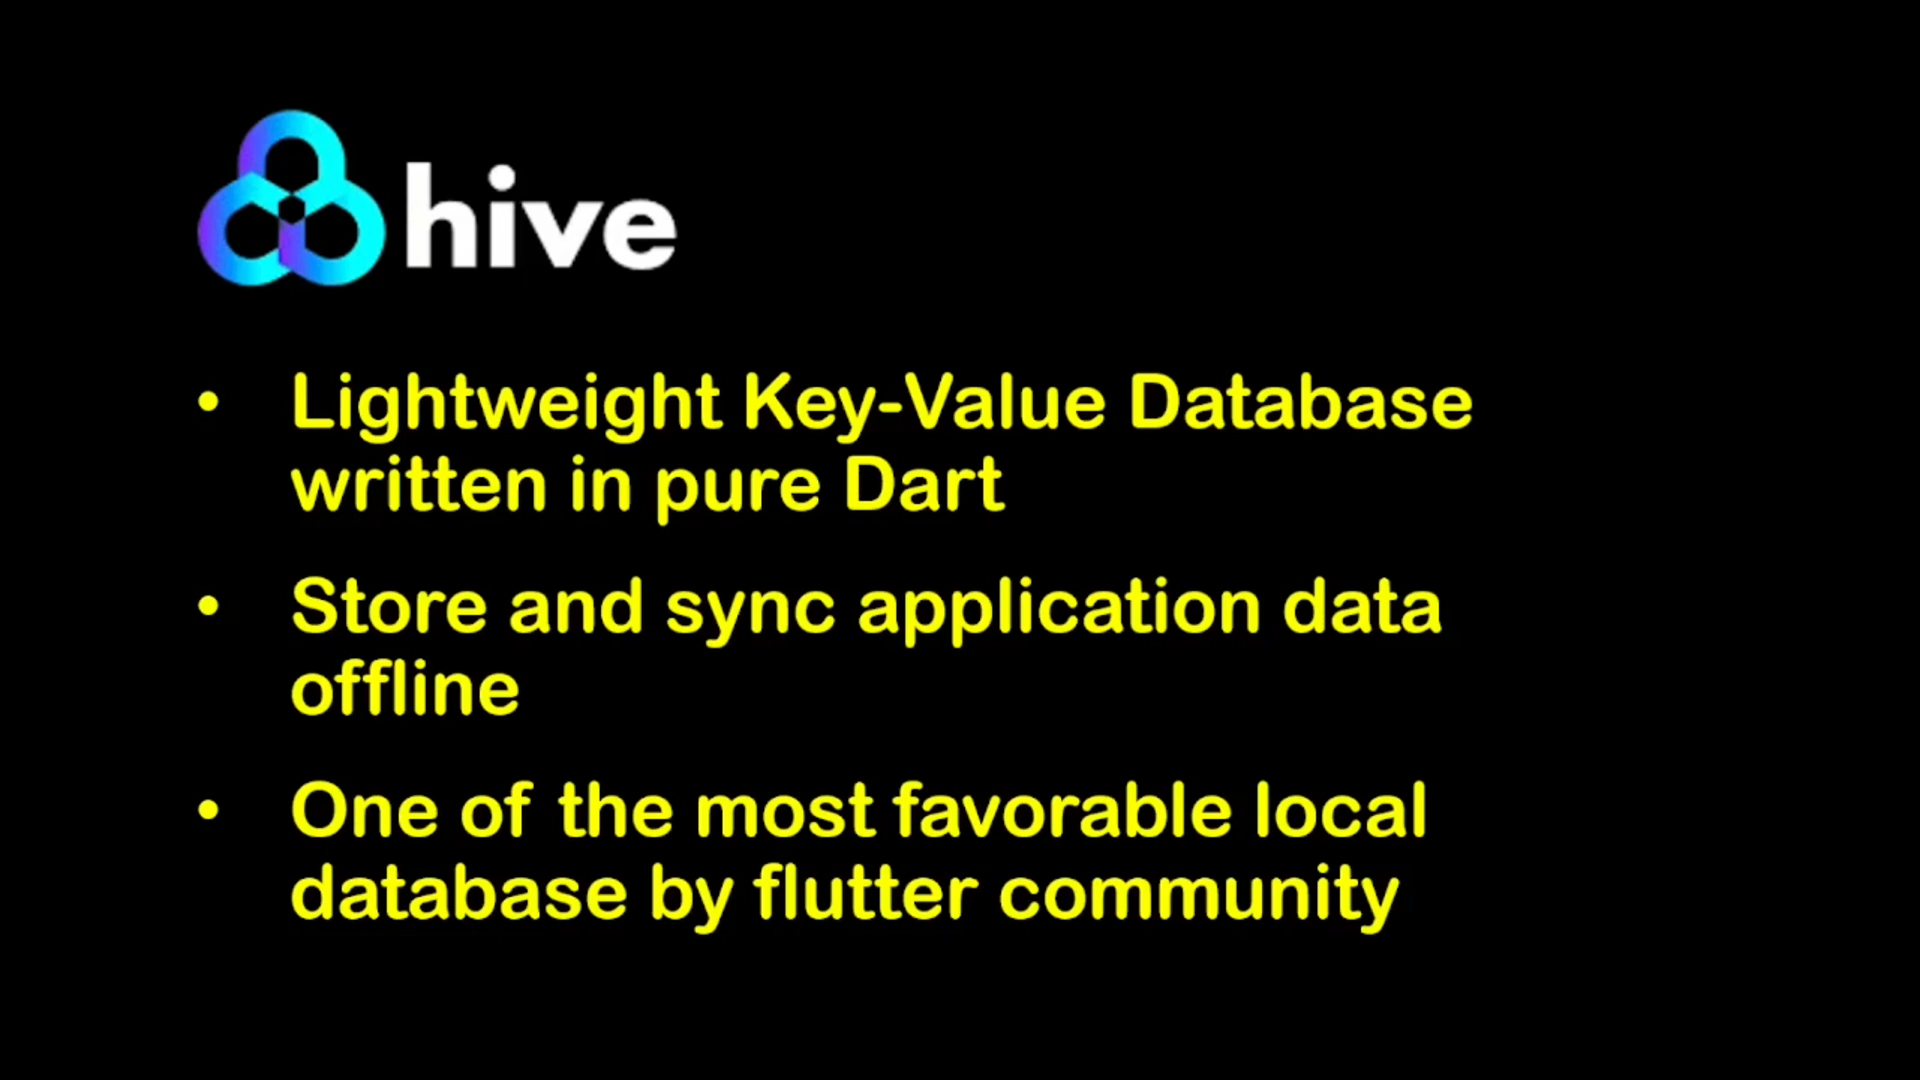 hive
• Lightweight Key-Value Database
written in pure Dart
• Store and sync application data
offline
• One of the most favorable local
database by flutter community